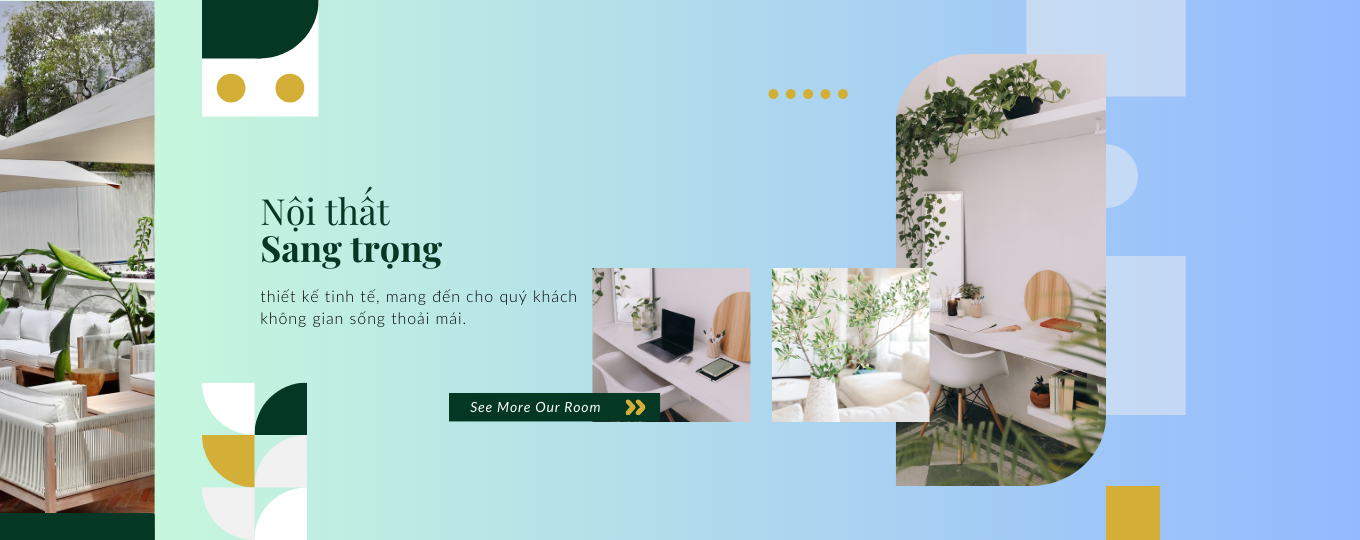 Nội thất
Sang trọng
thiết kế tinh tế, mang đến cho quý khách
không gian sống thoải mái.
See More Our Room